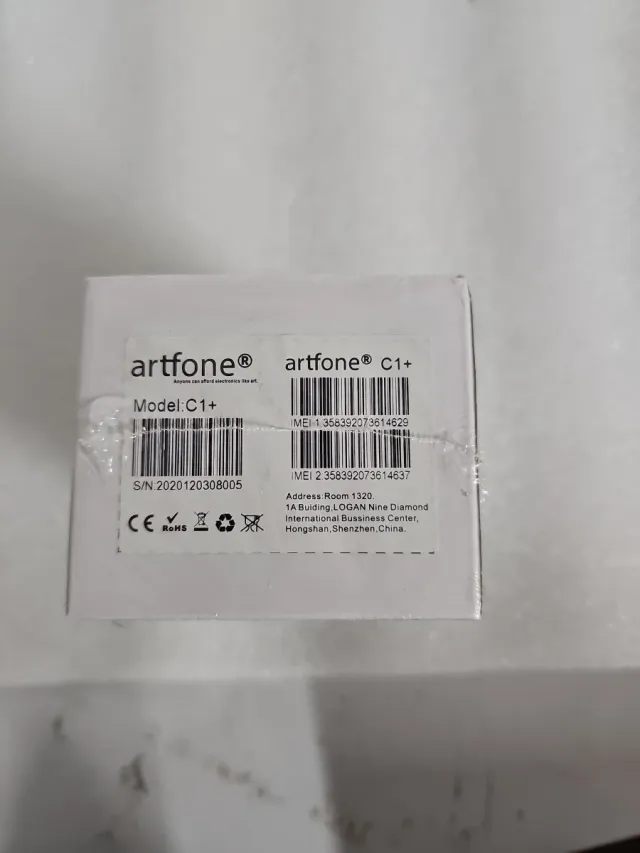 artfone®
Anyone can afford electronics like art.
Model:C1+
S/N:2020120308005
CE RoHS
artfone® C1+
IMEI 1:358392073614629
IMEI 2:358392073614637
Address:Room 1320,
1A Buiding,LOGAN Nine Diamond
International Bussiness Center,
Hongshan,Shenzhen,China.